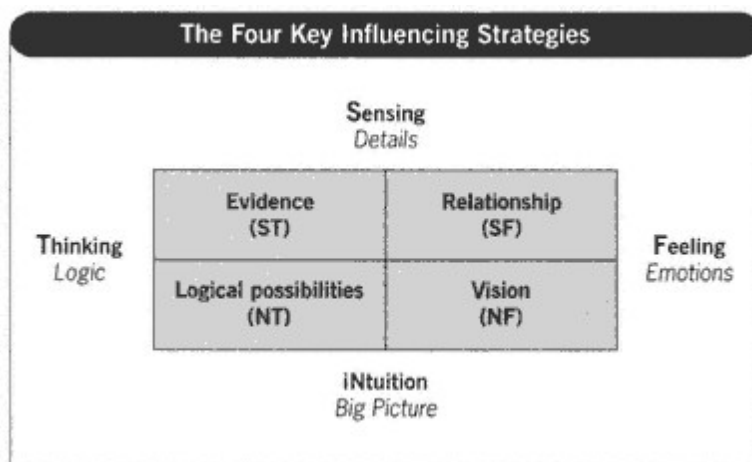 The Four Key Influencing Strategies
Sensing
Details
Evidence
(ST)
Relationship
(SF)
Thinking
Logic
Feeling
Emotions
Logical possibilities
(NT)
Vision
(NF)
iNtuition
Big Picture